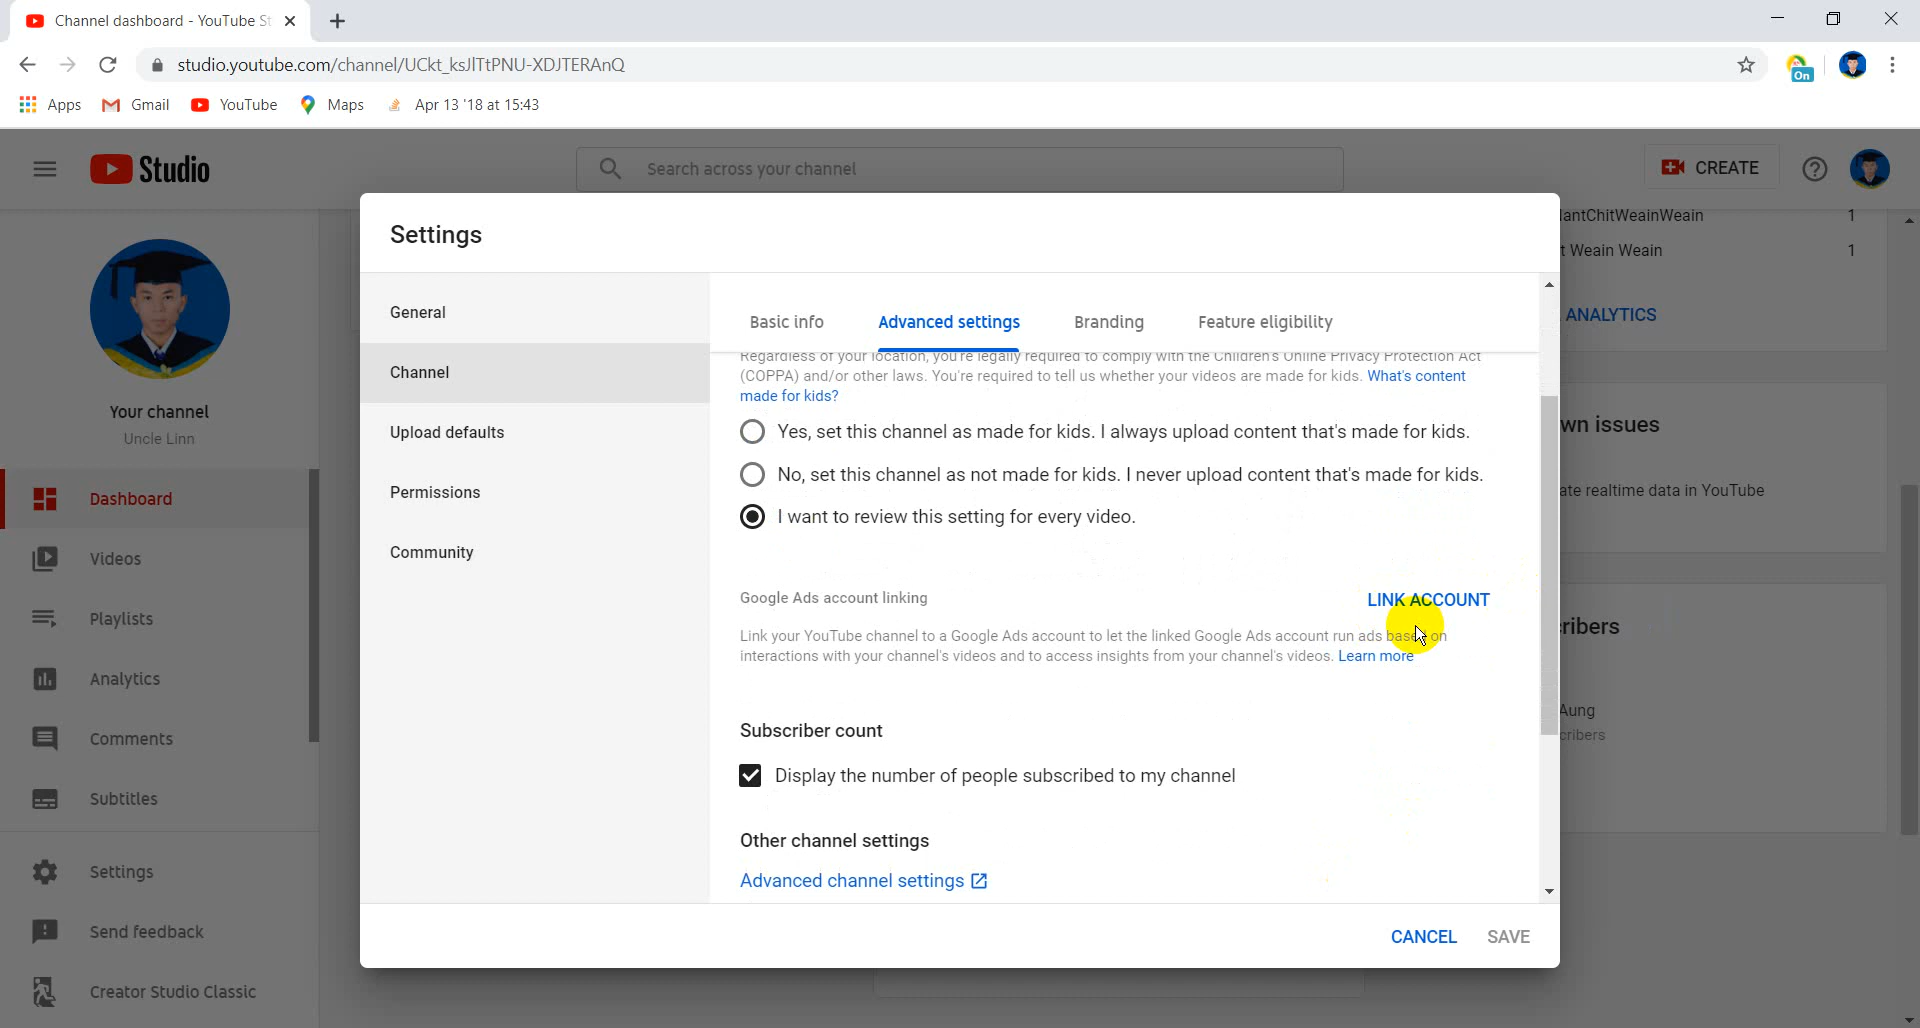 Channel dashboard - YouTube St
studio.youtube.com/channel/UCkt_ksJlTtPNU-XDJTERAnQ
On
Apps Gmail YouTube Maps Apr 13 '18 at 15:43
Studio
Search across your channel
CREATE
Your channel
Uncle Linn
Dashboard
Videos
Playlists
Analytics
Comments
Subtitles
Settings
Send feedback
Creator Studio Classic
Settings
General
Channel
Upload defaults
Permissions
Community
Basic info Advanced settings Branding Feature eligibility
Regardless of your location, you're legally required to comply with the Children's Online Privacy Protection Act
(COPPA) and/or other laws. You're required to tell us whether your videos are made for kids. What's content
made for kids?
Yes, set this channel as made for kids. I always upload content that's made for kids.
No, set this channel as not made for kids. I never upload content that's made for kids.
I want to review this setting for every video.
Google Ads account linking
LINK ACCOUNT
Link your YouTube channel to a Google Ads account to let the linked Google Ads account run ads based on
interactions with your channel's videos and to access insights from your channel's videos. Learn more
Subscriber count
Display the number of people subscribed to my channel
Other channel settings
Advanced channel settings
CANCEL SAVE
lantChitWeainWeain 1
t Weain Weain 1
ANALYTICS
wn issues
ate realtime data in YouTube
ribers
Aung
cribers